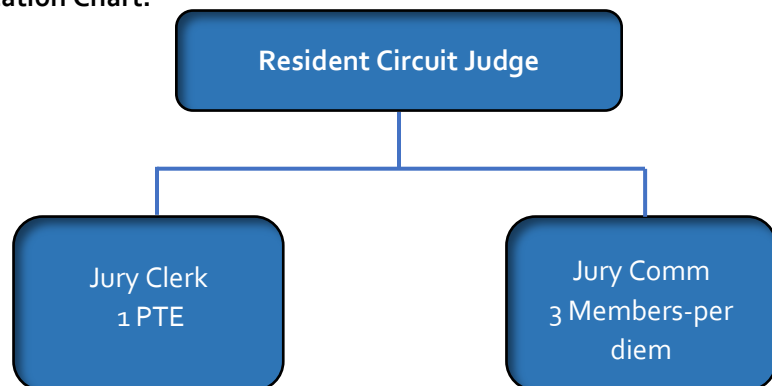 ation Chart:
Resident Circuit Judge
Jury Clerk
1 PTE
Jury Comm
3 Members-per
diem